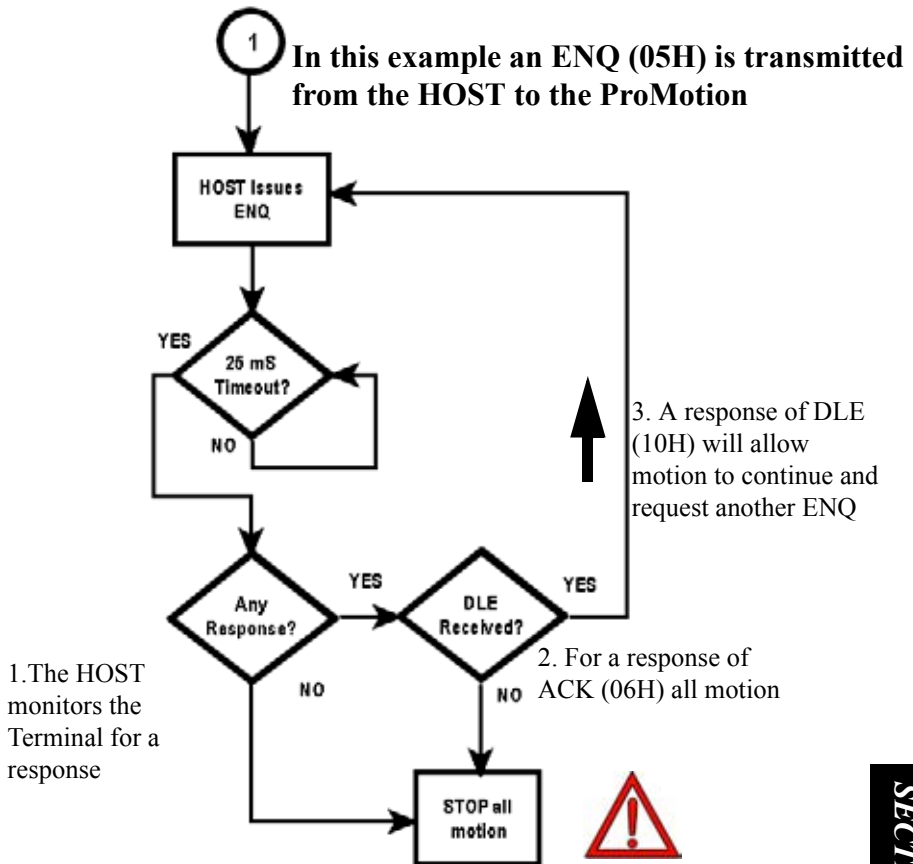 1
In this example an ENQ (05H) is transmitted
from the HOST to the ProMotion
HOST Issues
ENQ
YES
25 mS
Timeout?
NO
3. A response of DLE
(10H) will allow
motion to continue and
request another ENQ
Any
Response?
YES
DLE
Received?
YES
1.The HOST
monitors the
Terminal for a
response
NO
2. For a response of
ACK (06H) all motion
NO
STOP all
motion
SECT